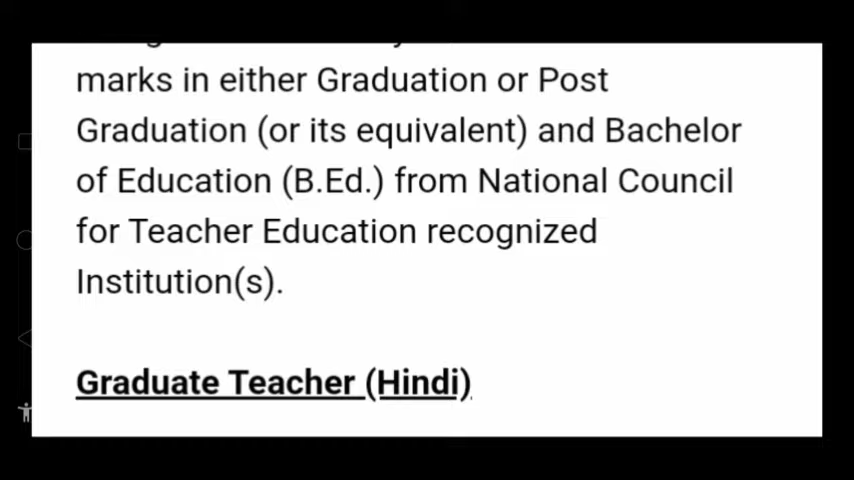 marks in either Graduation or Post
Graduation (or its equivalent) and Bachelor
of Education (B.Ed.) from National Council
for Teacher Education recognized
Institution(s).
Graduate Teacher (Hindi)